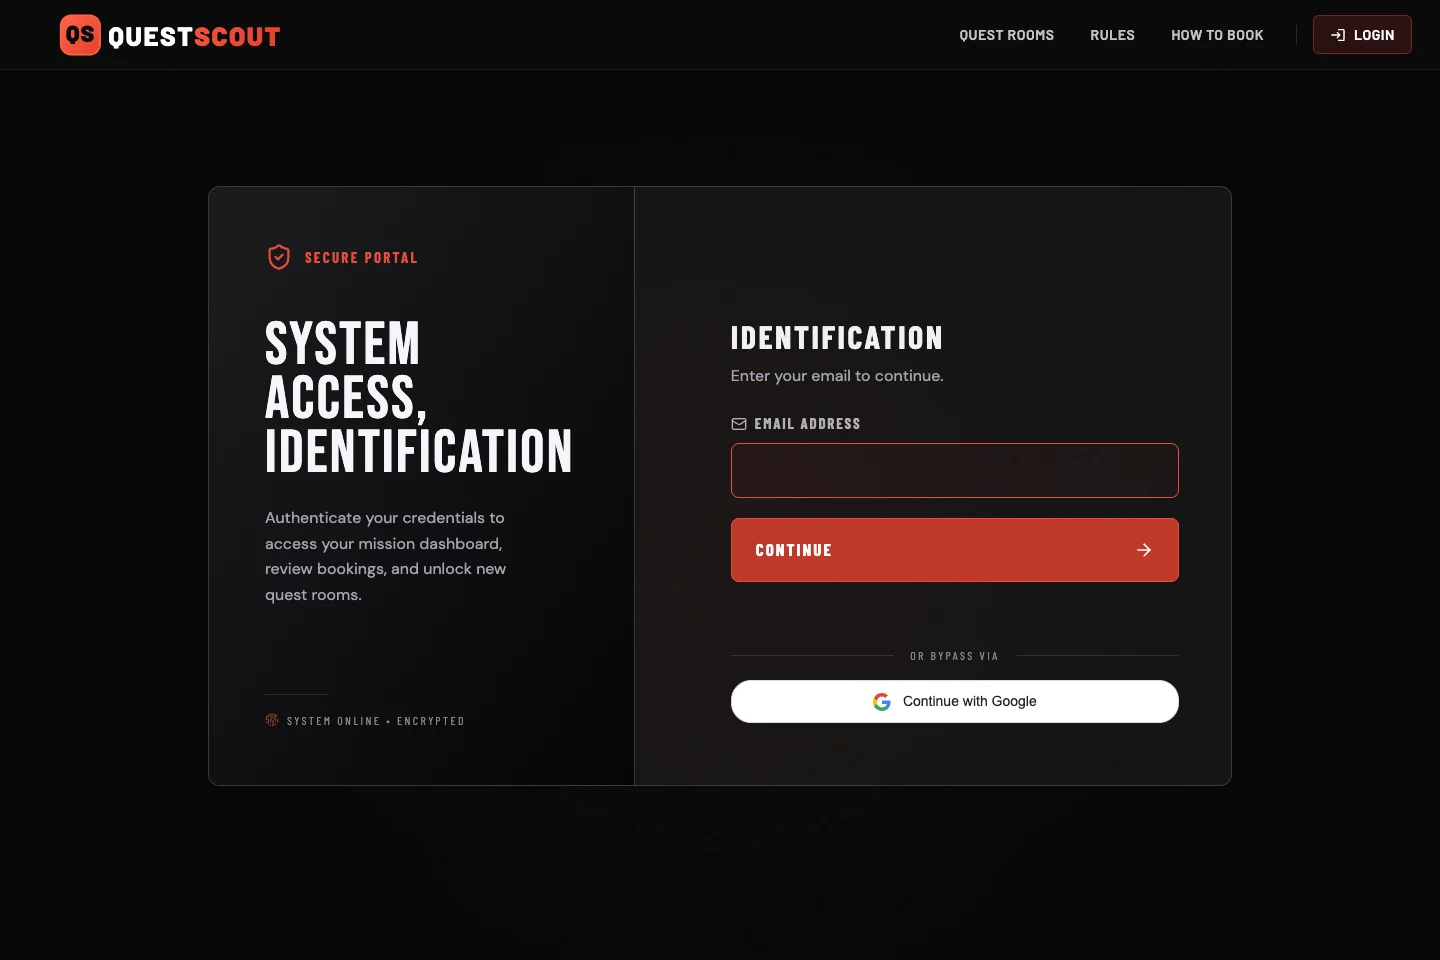 QS QUESTSCOUT
QUEST ROOMS
RULES
HOW TO BOOK
LOGIN
SECURE PORTAL
SYSTEM
ACCESS,
IDENTIFICATION
Authenticate your credentials to
access your mission dashboard,
review bookings, and unlock new
quest rooms.
SYSTEM ONLINE • ENCRYPTED
IDENTIFICATION
Enter your email to continue.
EMAIL ADDRESS
CONTINUE
OR BYPASS VIA
Continue with Google